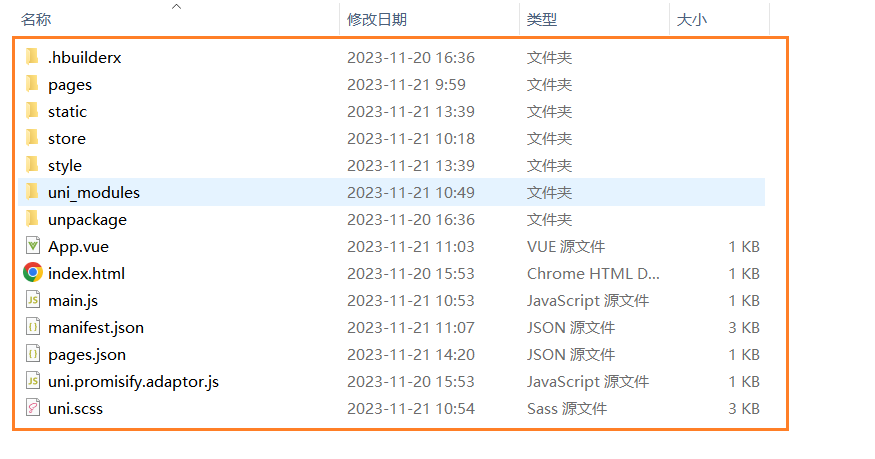 名称 修改日期 类型 大小
.hbuilderx 2023-11-20 16:36 文件夹
pages 2023-11-21 9:59 文件夹
static 2023-11-21 13:39 文件夹
store 2023-11-21 10:18 文件夹
style 2023-11-21 13:39 文件夹
uni_modules 2023-11-21 10:49 文件夹
unpackage 2023-11-20 16:36 文件夹
App.vue 2023-11-21 11:03 VUE 源文件 1 KB
index.html 2023-11-20 15:53 Chrome HTML D... 1 KB
JS main.js 2023-11-21 10:53 JavaScript 源文件 1 KB
manifest.json 2023-11-21 11:07 JSON 源文件 3 KB
pages.json 2023-11-21 14:20 JSON 源文件 1 KB
JS uni.promisify.adaptor.js 2023-11-20 15:53 JavaScript 源文件 1 KB
uni.scss 2023-11-21 10:54 Sass 源文件 3 KB